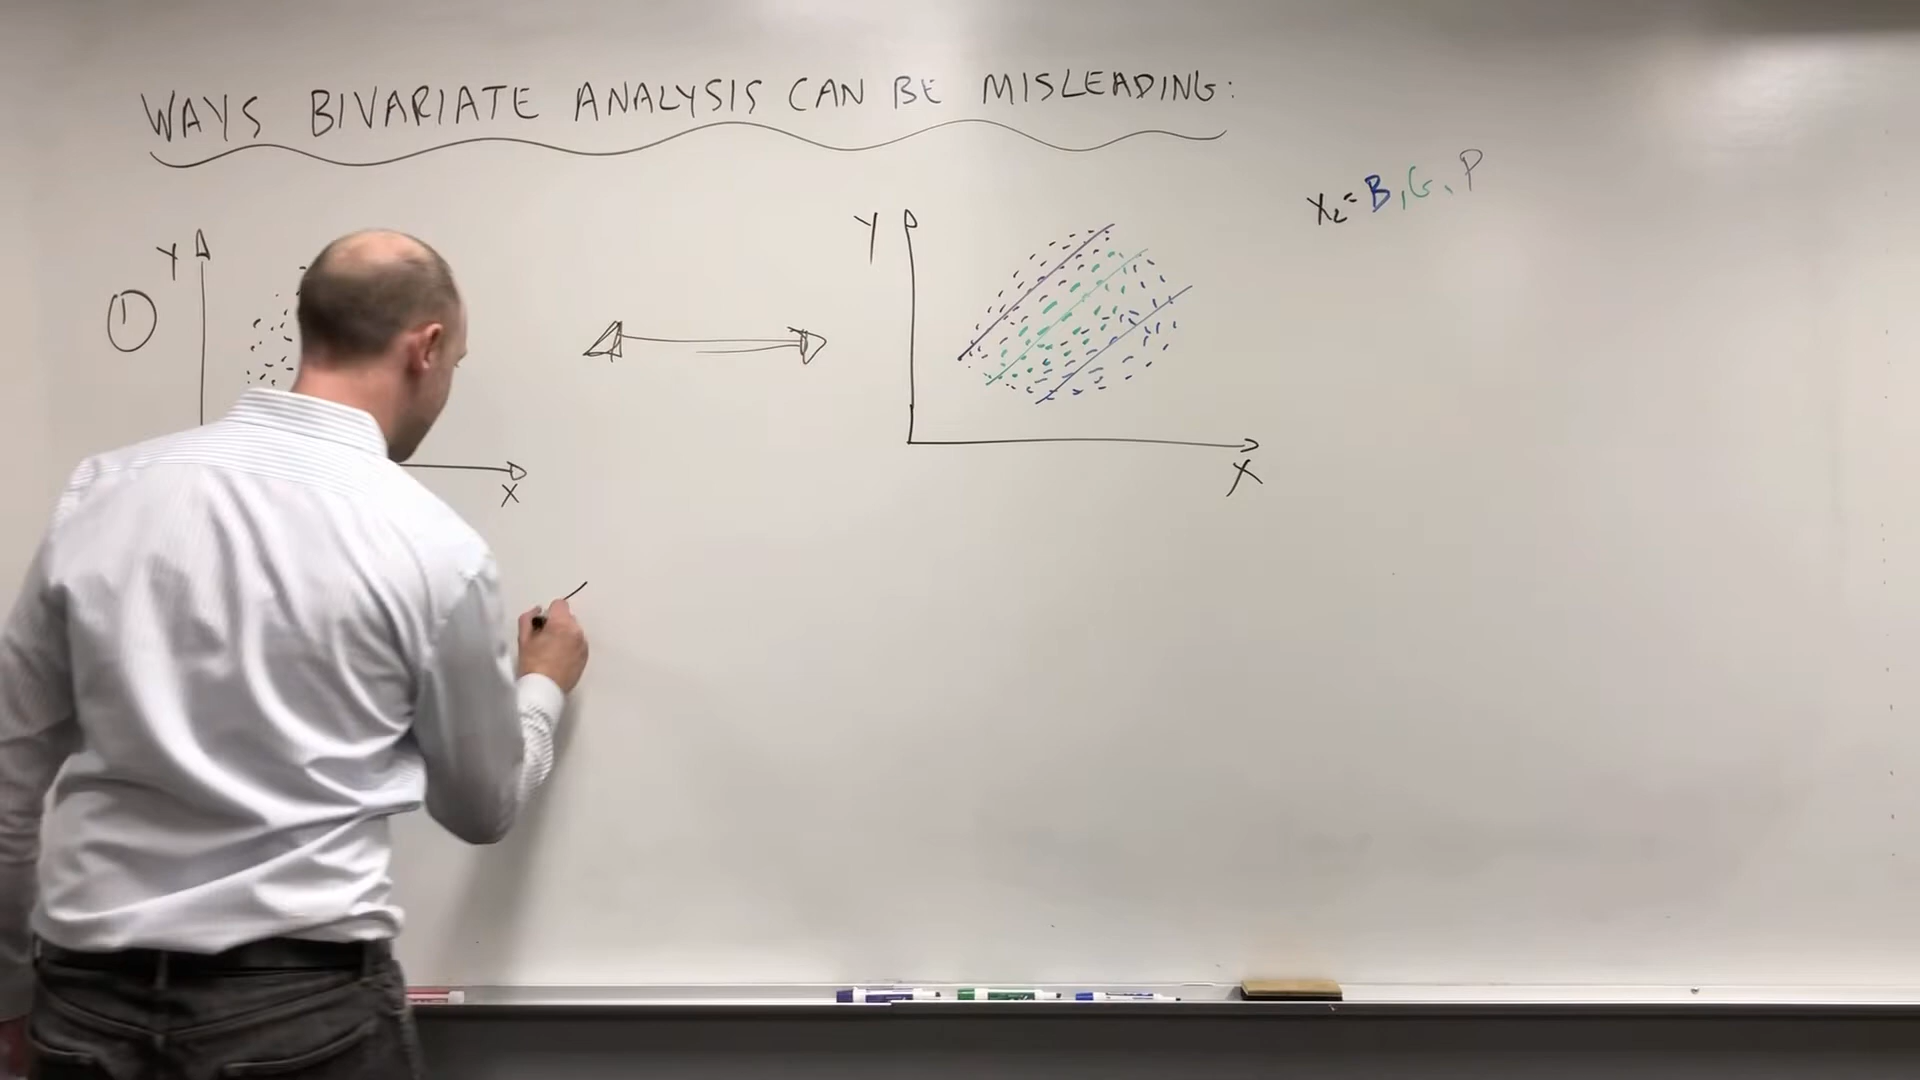 WAYS BIVARIATE ANALYSIS CAN BE MISLEADING:
X2 = B, G, P
1
Y
X
Y
X